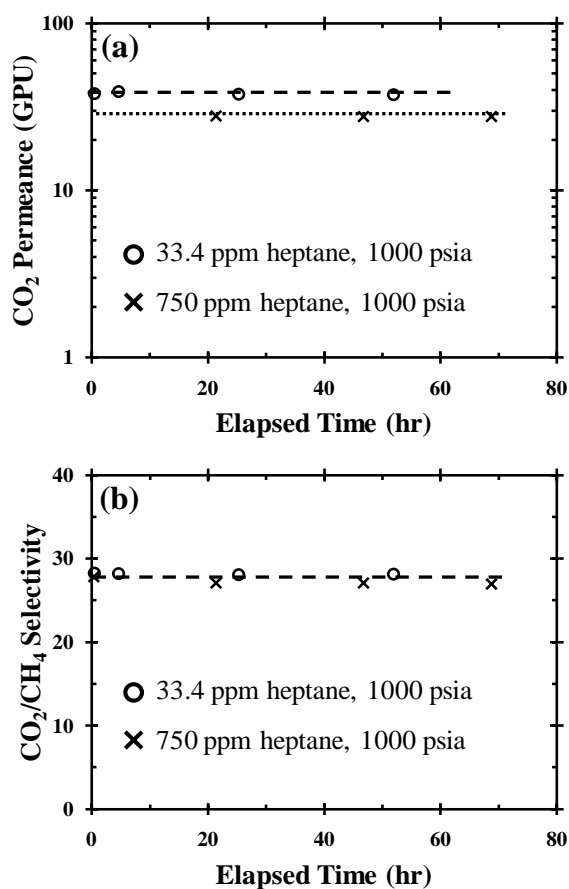 (a)
100
10
1
CO₂ Permeance (GPU)
33.4 ppm heptane, 1000 psia
750 ppm heptane, 1000 psia
0 20 40 60 80
Elapsed Time (hr)
(b)
40
30
20
10
0
CO₂/CH₄ Selectivity
33.4 ppm heptane, 1000 psia
750 ppm heptane, 1000 psia
0 20 40 60 80
Elapsed Time (hr)